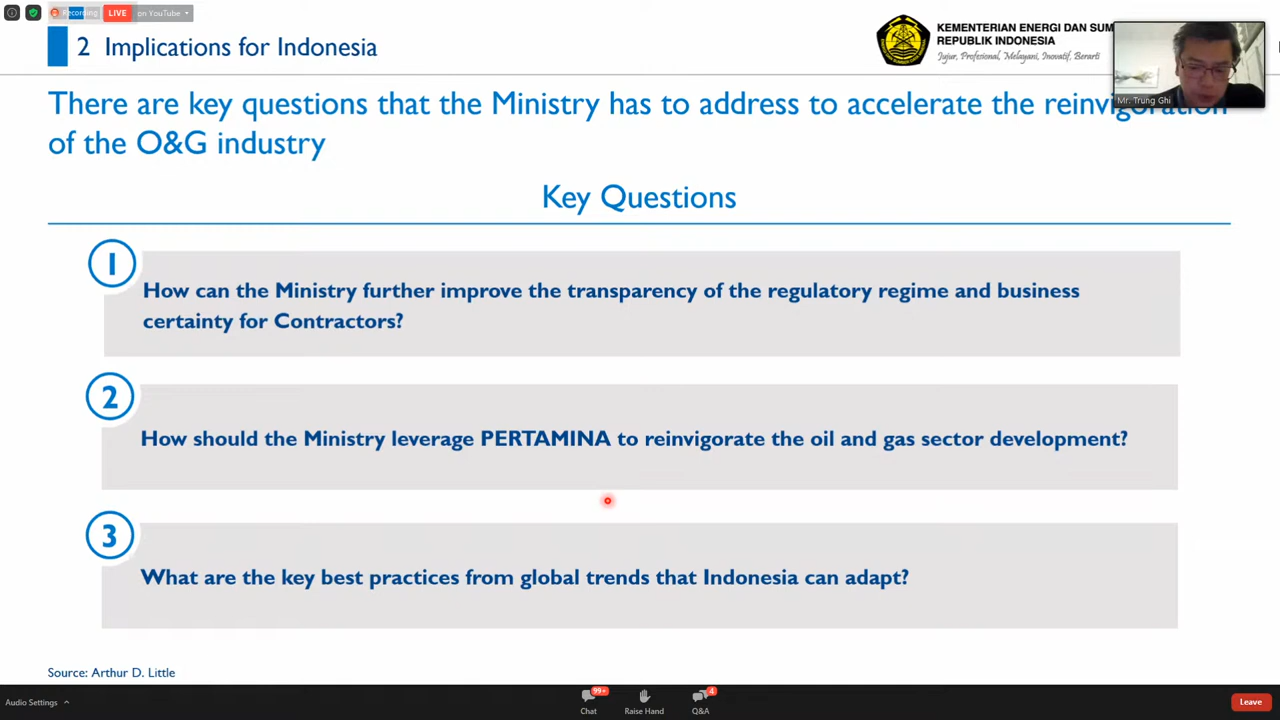 Recording
LIVE
on YouTube
2 Implications for Indonesia
KEMENTERIAN ENERGI DAN SUM
REPUBLIK INDONESIA
Jujur, Profesional, Melayani, Inovatif, Berarti
Mr. Trung Ghi
There are key questions that the Ministry has to address to accelerate the reinvigoration
of the O&G industry
Key Questions
1
How can the Ministry further improve the transparency of the regulatory regime and business
certainty for Contractors?
2
How should the Ministry leverage PERTAMINA to reinvigorate the oil and gas sector development?
3
What are the key best practices from global trends that Indonesia can adapt?
Source: Arthur D. Little
Audio Settings
99+
Chat
Raise Hand
4
Q&A
Leave